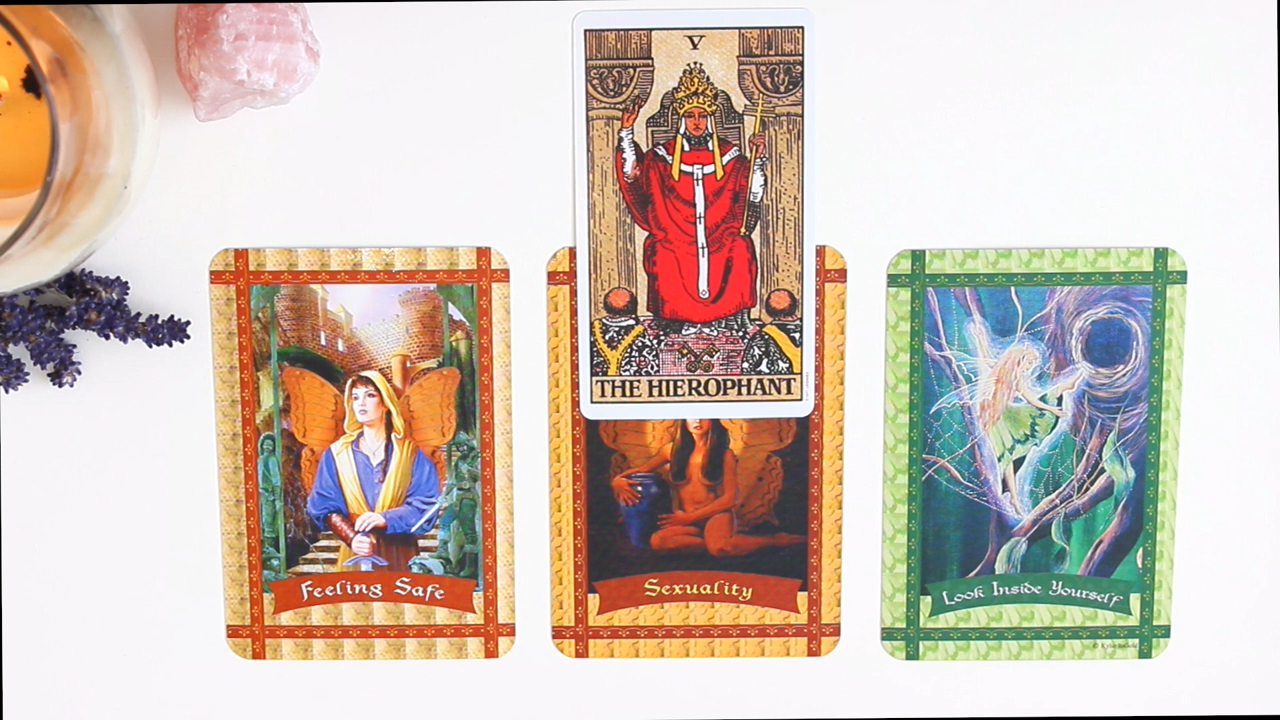 V
THE HIEROPHANT
Feeling Safe
Sexuality
Look Inside Yourself